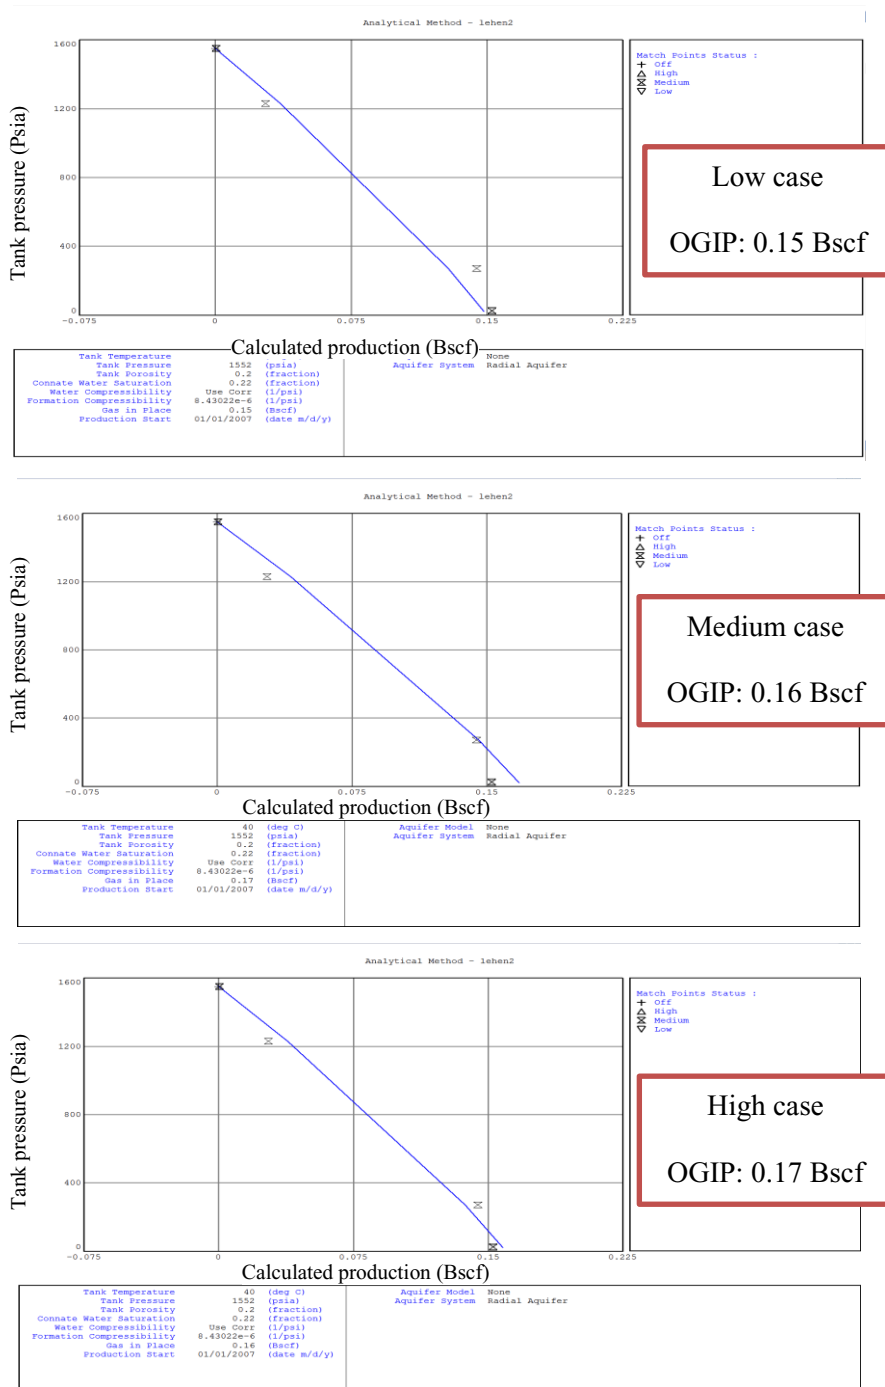 Analytical Method - lehen2
1600
1200
800
400
0
-0.075 0 0.075 0.15 0.225
Tank pressure (Psia)
Calculated production (Bscf)
Match Points Status :
Off
High
Medium
Low
Low case
OGIP: 0.15 Bscf
Tank Temperature
Tank Pressure 1552 (psia)
Tank Porosity 0.2 (fraction)
Connate Water Saturation 0.22 (fraction)
Water Compressibility Use Corr (1/psi)
Formation Compressibility 8.43022e-6 (1/psi)
Gas in Place 0.15 (Bscf)
Production Start 01/01/2007 (date m/d/y)
None
Aquifer System Radial Aquifer
Analytical Method - lehen2
1600
1200
800
400
0
-0.075 0 0.075 0.15 0.225
Tank pressure (Psia)
Calculated production (Bscf)
Match Points Status :
Off
High
Medium
Low
Medium case
OGIP: 0.16 Bscf
Tank Temperature 40 (deg C)
Tank Pressure 1552 (psia)
Tank Porosity 0.2 (fraction)
Connate Water Saturation 0.22 (fraction)
Water Compressibility Use Corr (1/psi)
Formation Compressibility 8.43022e-6 (1/psi)
Gas in Place 0.17 (Bscf)
Production Start 01/01/2007 (date m/d/y)
Aquifer Model None
Aquifer System Radial Aquifer
Analytical Method - lehen2
1600
1200
800
400
0
-0.075 0 0.075 0.15 0.225
Tank pressure (Psia)
Calculated production (Bscf)
Match Points Status :
Off
High
Medium
Low
High case
OGIP: 0.17 Bscf
Tank Temperature 40 (deg C)
Tank Pressure 1552 (psia)
Tank Porosity 0.2 (fraction)
Connate Water Saturation 0.22 (fraction)
Water Compressibility Use Corr (1/psi)
Formation Compressibility 8.43022e-6 (1/psi)
Gas in Place 0.16 (Bscf)
Production Start 01/01/2007 (date m/d/y)
Aquifer Model None
Aquifer System Radial Aquifer